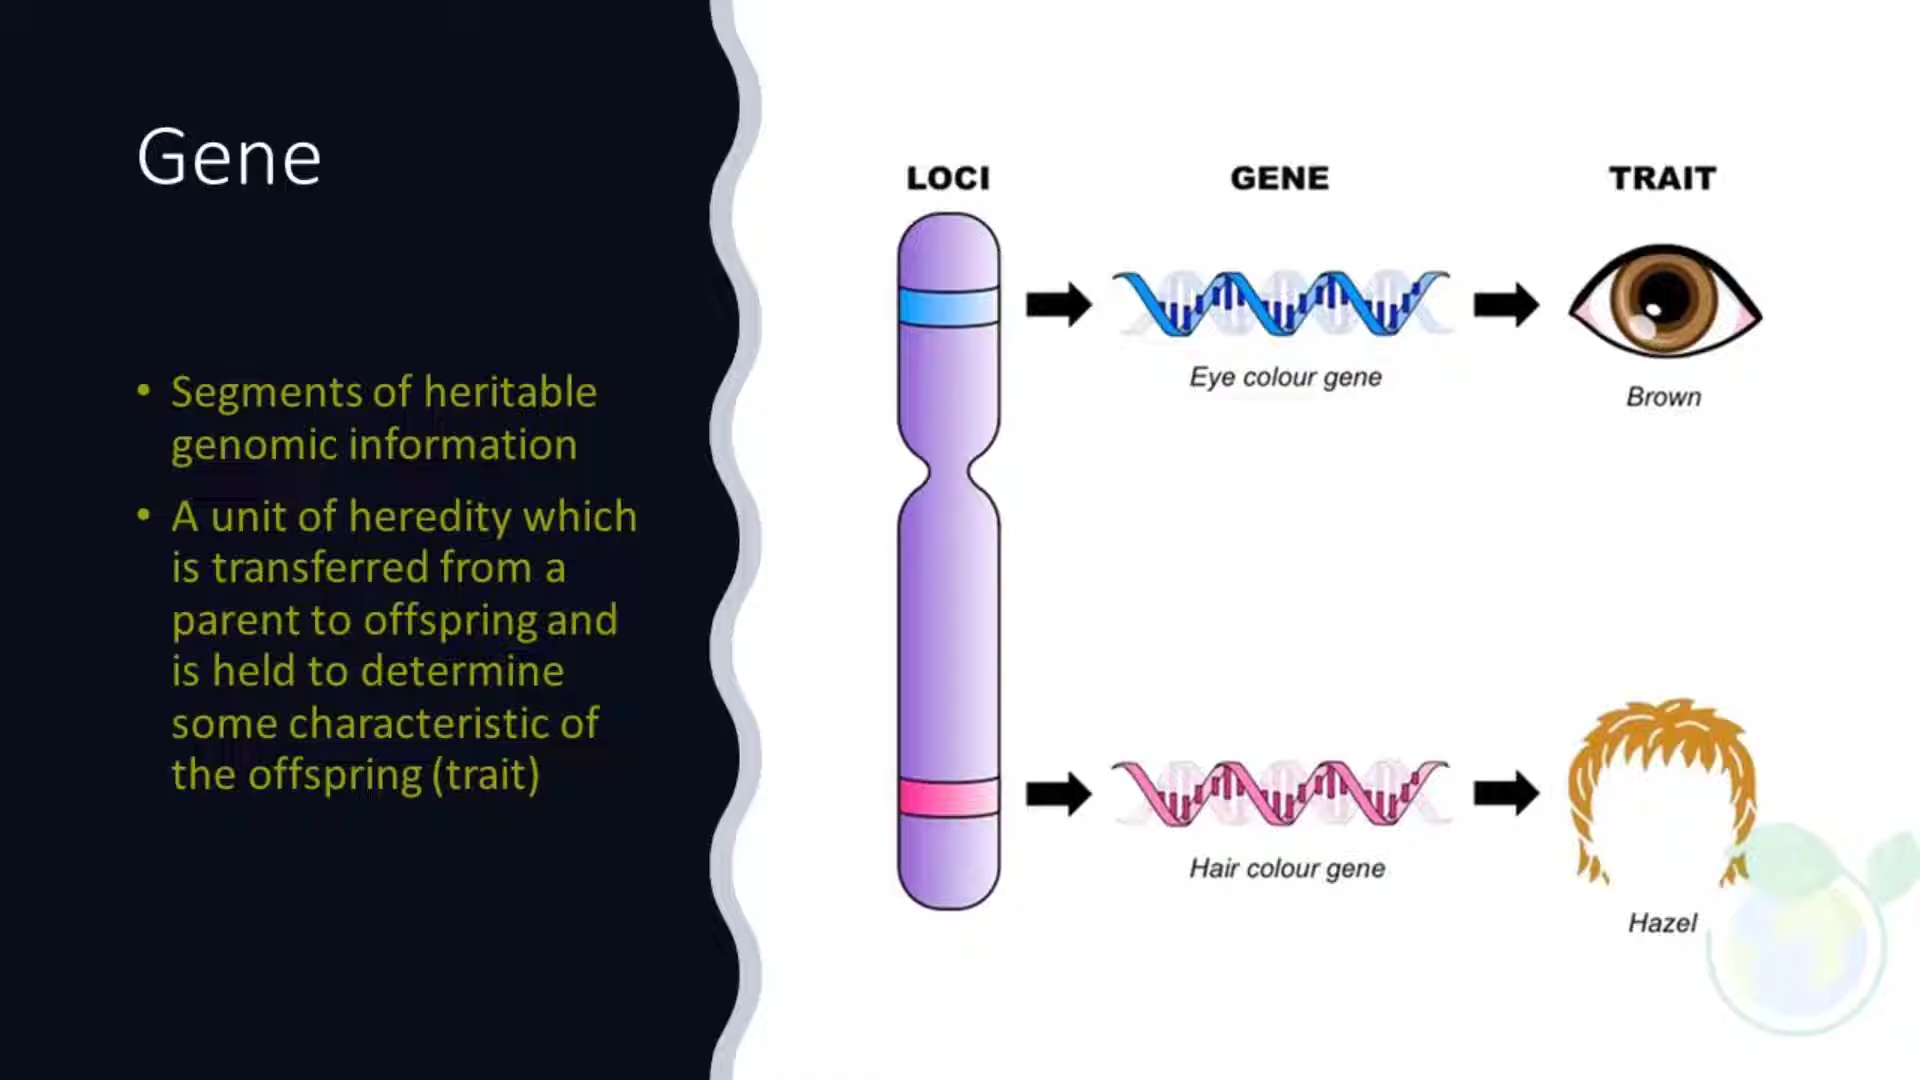 Gene
• Segments of heritable
genomic information
• A unit of heredity which
is transferred from a
parent to offspring and
is held to determine
some characteristic of
the offspring (trait)
LOCI
GENE
TRAIT
Eye colour gene
Brown
Hair colour gene
Hazel